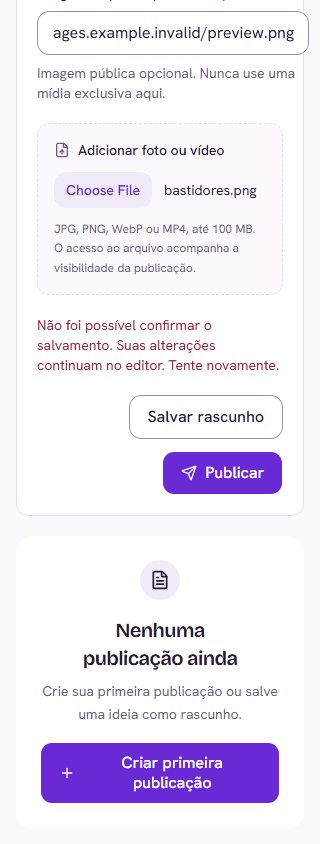 ages.example.invalid/preview.png
Imagem pública opcional. Nunca use uma
mídia exclusiva aqui.
Adicionar foto ou vídeo
Choose File bastidores.png
JPG, PNG, WebP ou MP4, até 100 MB.
O acesso ao arquivo acompanha a
visibilidade da publicação.
Não foi possível confirmar o
salvamento. Suas alterações
continuam no editor. Tente novamente.
Salvar rascunho
Publicar
Nenhuma
publicação ainda
Crie sua primeira publicação ou salve
uma ideia como rascunho.
Criar primeira
publicação